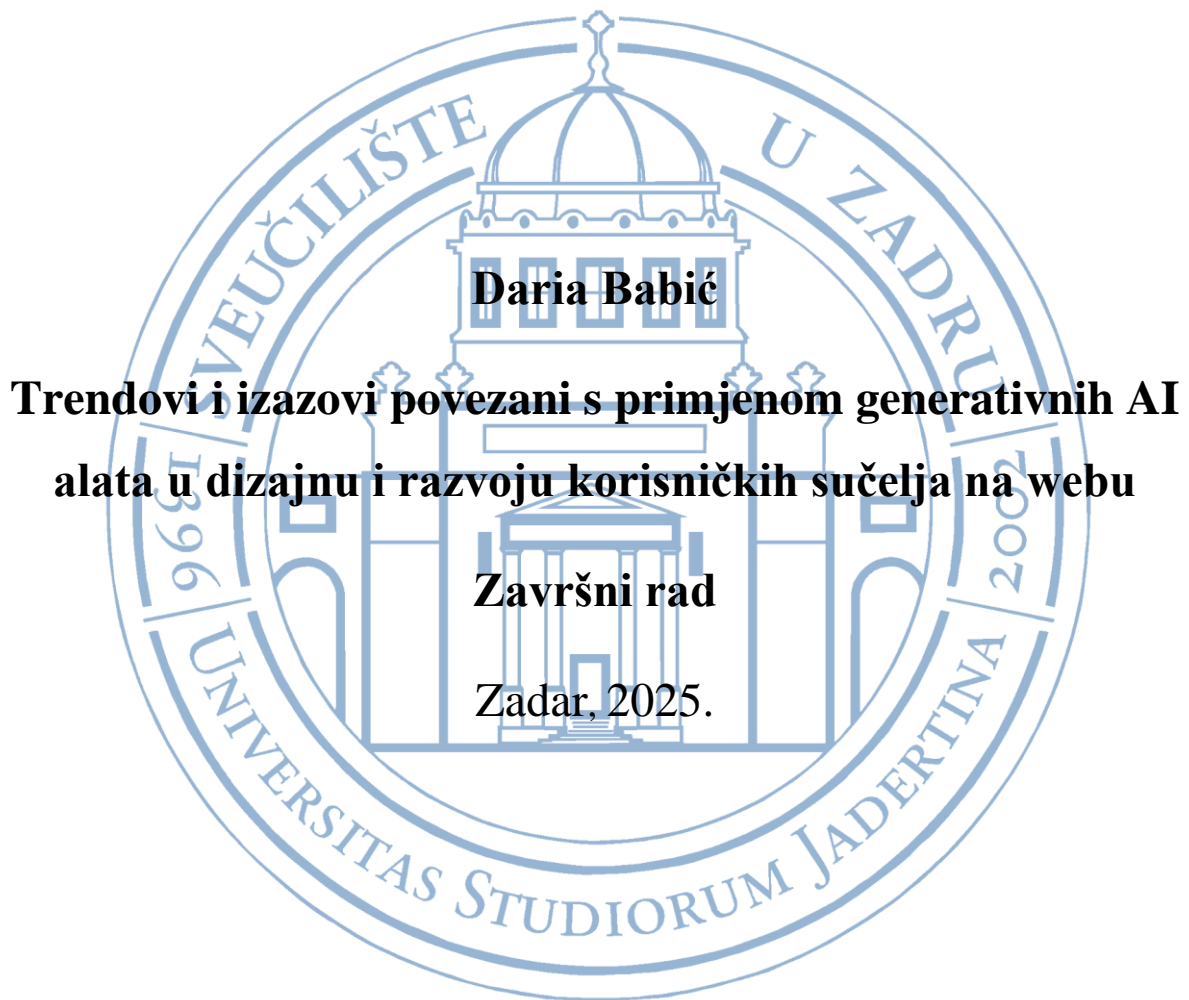 SVEUČILIŠTE U ZADRU
Daria Babić
Trendovi i izazovi povezani s primjenom generativnih AI
alata u dizajnu i razvoju korisničkih sučelja na webu
Završni rad
Zadar, 2025.
1396
2002
UNIVERSITAS STUDIORUM JADERTINA